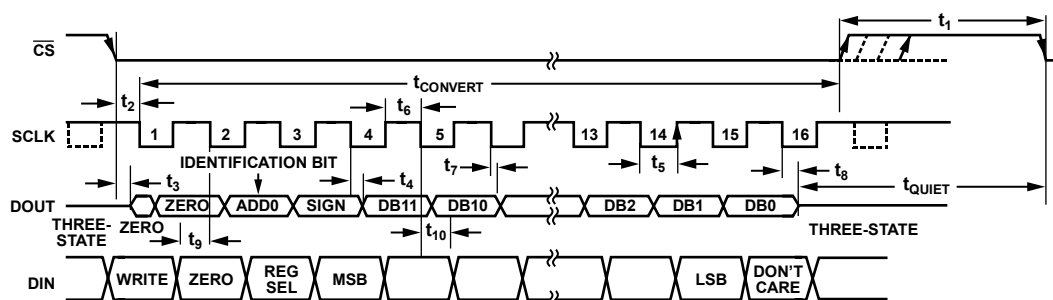 t1
CS
tCONVERT
t2
t6
SCLK
1 2 3 4 5 13 14 15 16
IDENTIFICATION BIT
t7
t5
t8
t3
t4
tQUIET
DOUT
ZERO ADD0 SIGN DB11 DB10 DB2 DB1 DB0
THREE-STATE
ZERO
THREE-STATE
t9
t10
DIN
WRITE ZERO REG SEL MSB LSB DON'T CARE